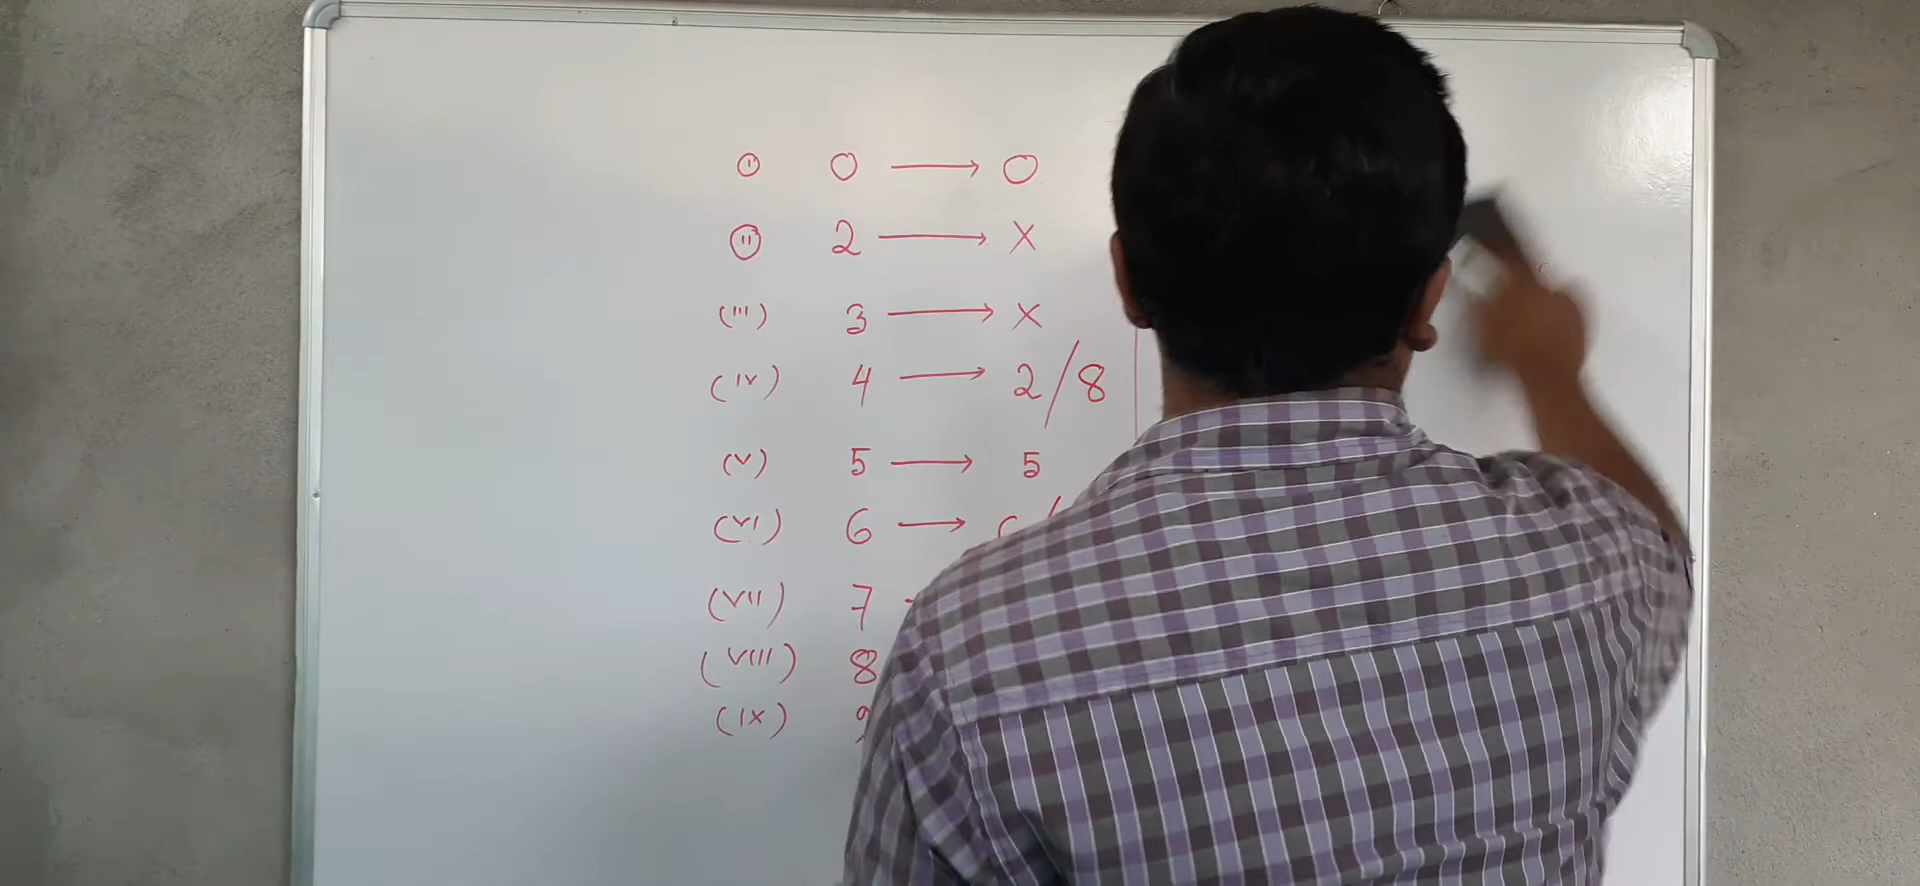 (i) 0 → 0
(ii) 2 → X
(iii) 3 → X
(iv) 4 → 2/8
(v) 5 → 5
(vi) 6 →
(vii) 7
(viii) 8
(ix) 9